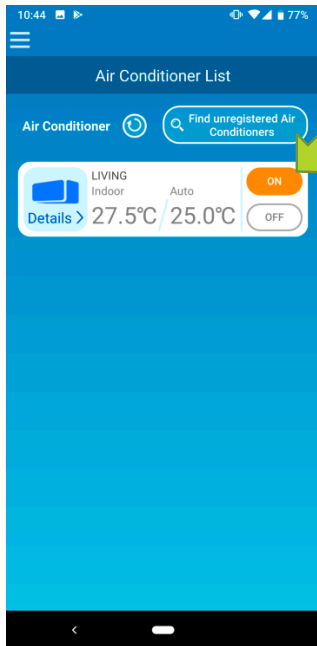 10:44 77%
Air Conditioner List
Air Conditioner
Find unregistered Air
Conditioners
LIVING
Indoor Auto
Details > 27.5°C 25.0°C
ON
OFF